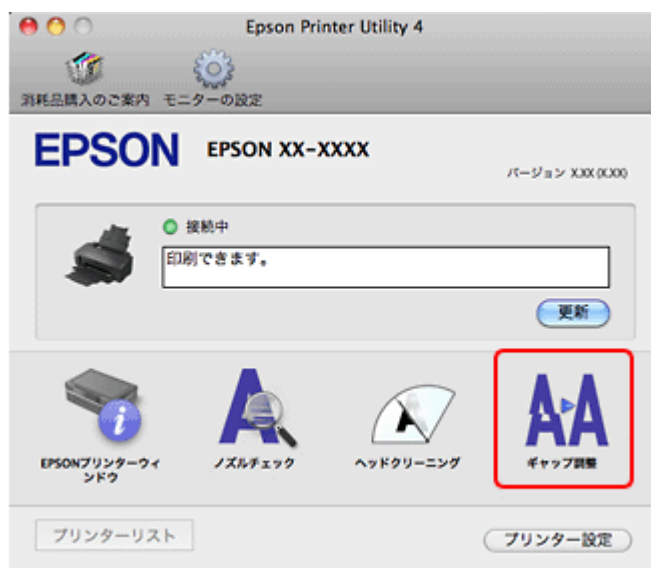 Epson Printer Utility 4
消耗品購入のご案内 モニターの設定
EPSON EPSON XX-XXXX
バージョン X.XX (X.XX)
接続中
印刷できます。
更新
EPSONプリンターウィ
ンドウ
ノズルチェック
ヘッドクリーニング
ギャップ調整
プリンターリスト
プリンター設定